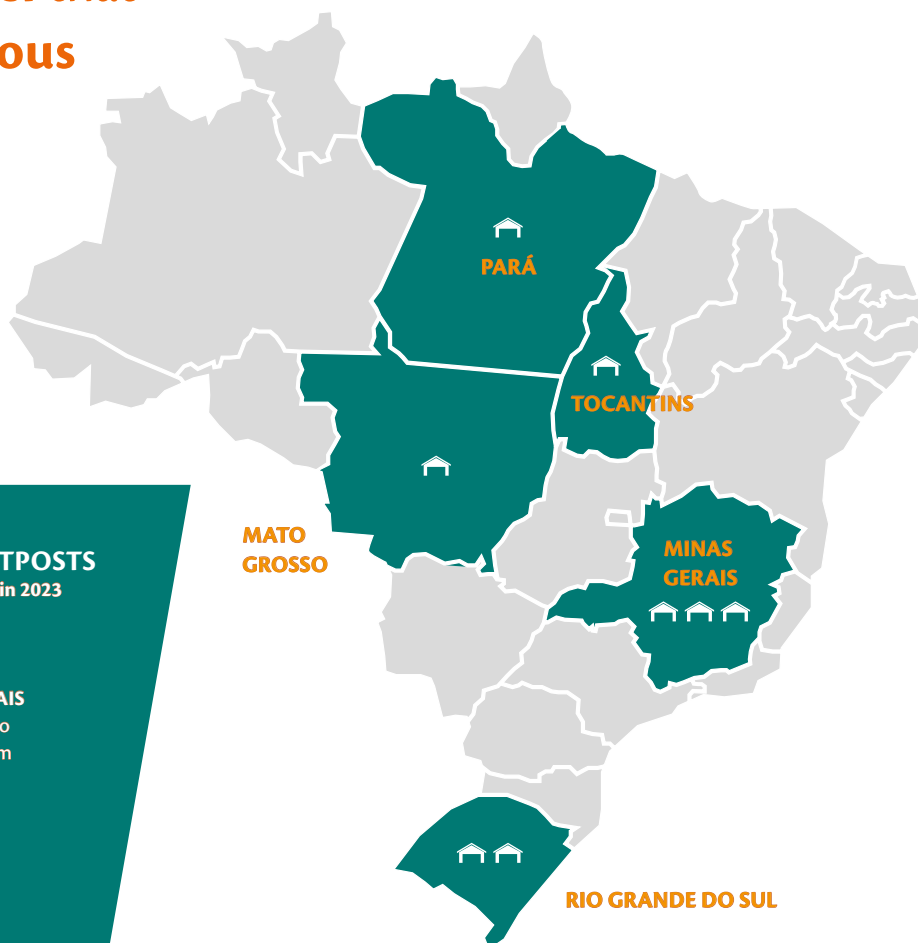 ous
PARÁ
TOCANTINS
MATO
GROSSO
MINAS
GERAIS
TPOSTS
in 2023
AIS
o
m
RIO GRANDE DO SUL